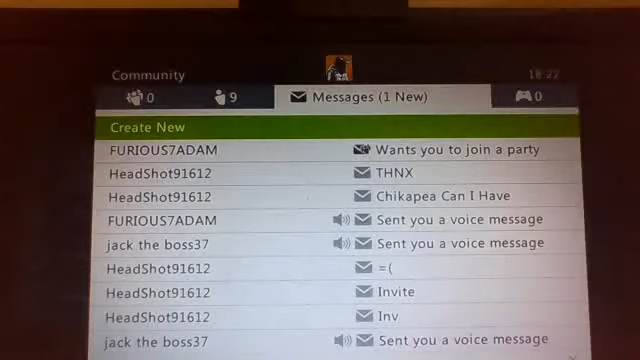 Community 18:27
0 9 Messages (1 New) 0
Create New
FURIOUS7ADAM Wants you to join a party
HeadShot91612 THNX
HeadShot91612 Chikapea Can I Have
FURIOUS7ADAM Sent you a voice message
jack the boss37 Sent you a voice message
HeadShot91612 =(
HeadShot91612 Invite
HeadShot91612 Inv
jack the boss37 Sent you a voice message